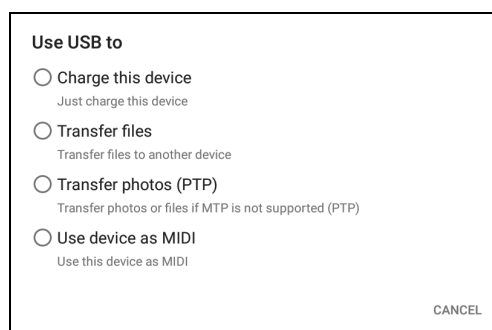 Use USB to
Charge this device
Just charge this device
Transfer files
Transfer files to another device
Transfer photos (PTP)
Transfer photos or files if MTP is not supported (PTP)
Use device as MIDI
Use this device as MIDI
CANCEL